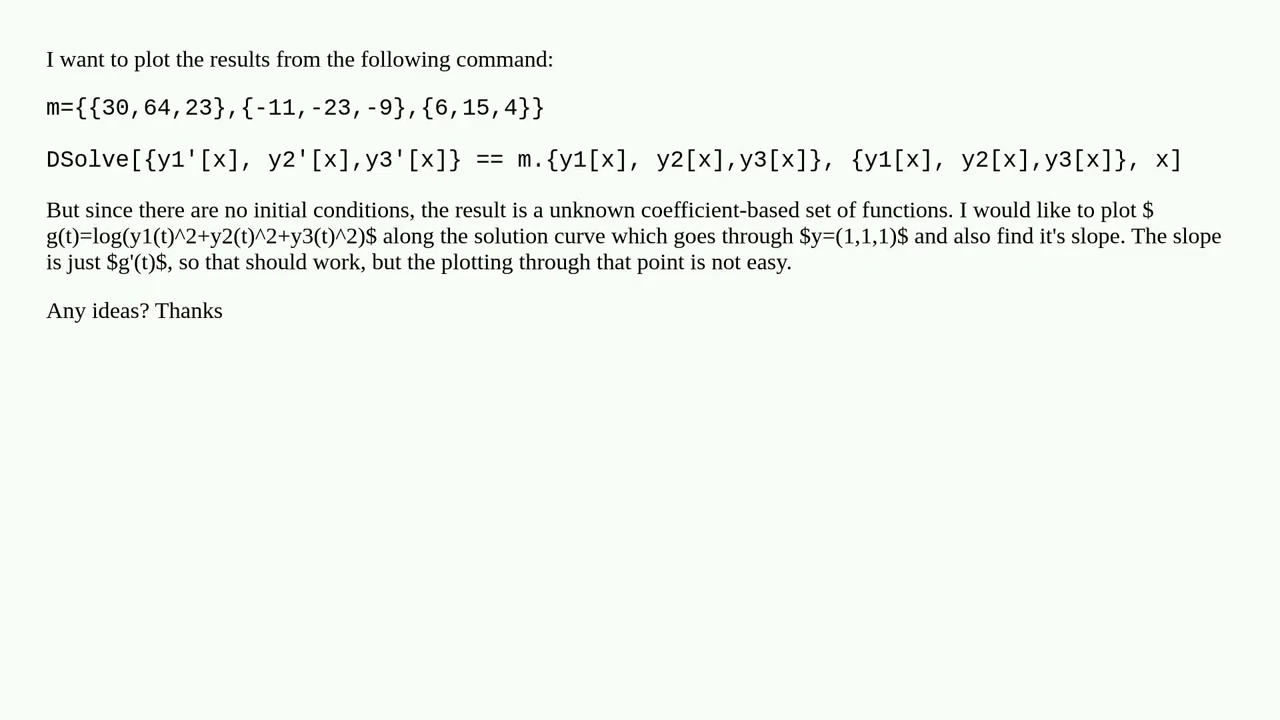 I want to plot the results from the following command:
m={{30,64,23},{-11,-23,-9},{6,15,4}}
DSolve[{y1'[x], y2'[x],y3'[x]} == m.{y1[x], y2[x],y3[x]}, {y1[x], y2[x],y3[x]}, x]
But since there are no initial conditions, the result is a unknown coefficient-based set of functions. I would like to plot $
g(t)=log(y1(t)^2+y2(t)^2+y3(t)^2)$ along the solution curve which goes through $y=(1,1,1)$ and also find it's slope. The slope
is just $g'(t)$, so that should work, but the plotting through that point is not easy.
Any ideas? Thanks